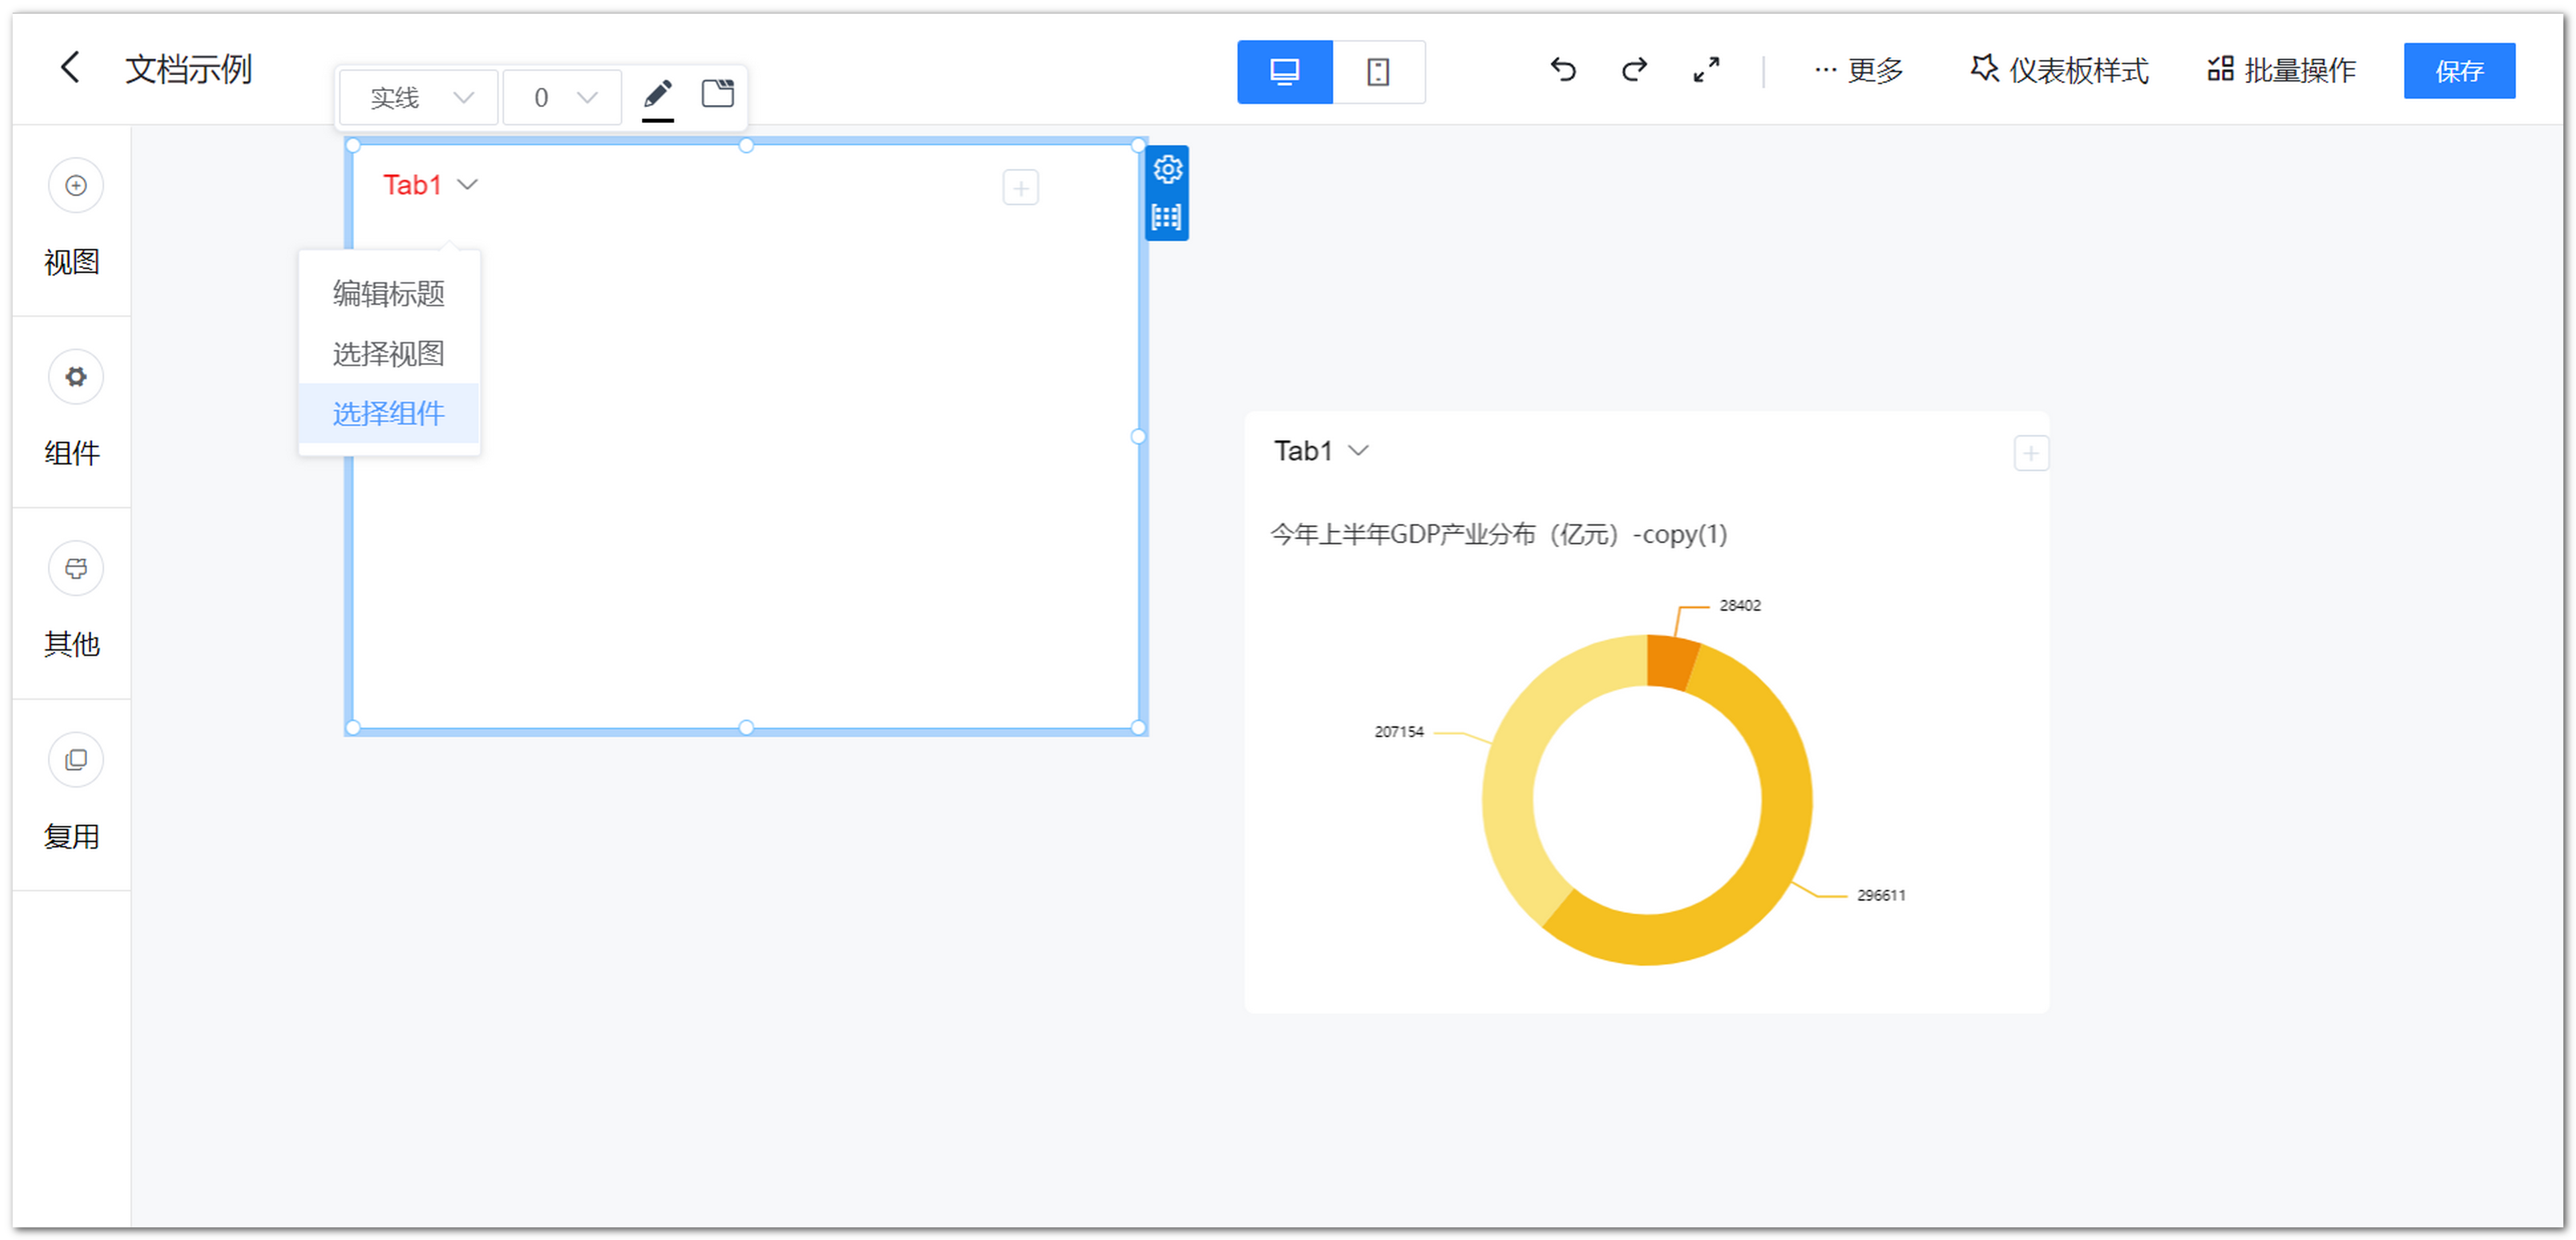 文档示例
实线
0
更多
仪表板样式
批量操作
保存
视图
组件
其他
复用
Tab1
编辑标题
选择视图
选择组件
Tab1
今年上半年GDP产业分布（亿元）-copy(1)
28402
207154
296611